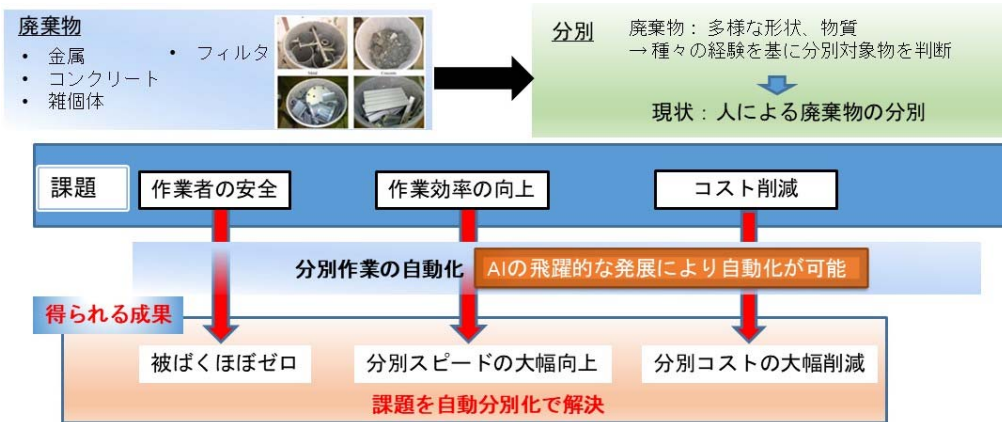 廃棄物
• 金属
• コンクリート
• 雑個体
• フィルタ
分別
廃棄物：多様な形状、物質
→種々の経験を基に分別対象物を判断
現状：人による廃棄物の分別
課題
作業者の安全
作業効率の向上
コスト削減
分別作業の自動化
AIの飛躍的な発展により自動化が可能
得られる成果
被ばくほぼゼロ
分別スピードの大幅向上
分別コストの大幅削減
課題を自動分別化で解決